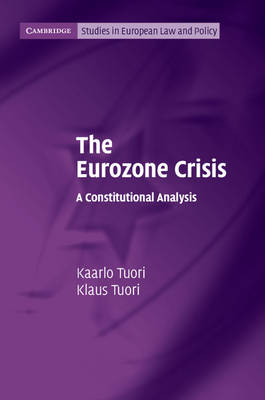 CAMBRIDGE Studies in European Law and Policy
The
Eurozone Crisis
A Constitutional Analysis
Kaarlo Tuori
Klaus Tuori